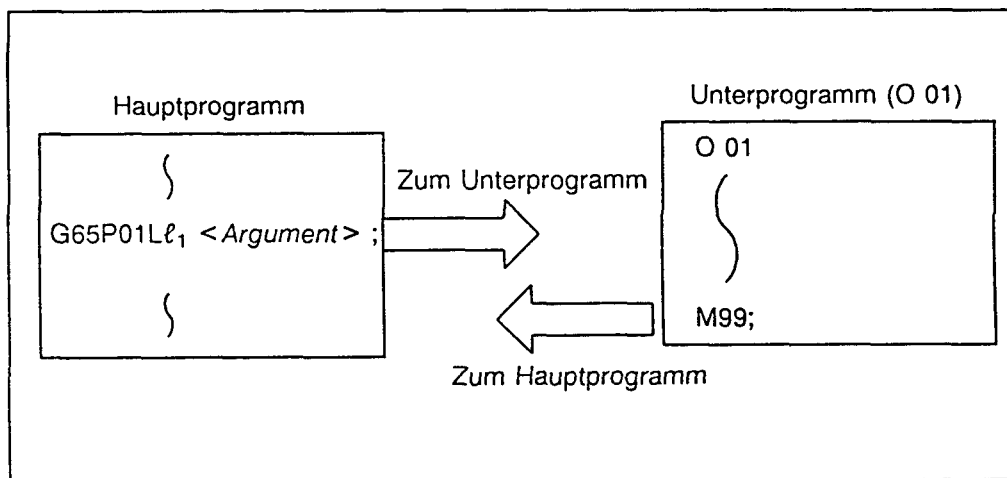 Hauptprogramm
G65P01Lℓ₁ <Argument> ;
Zum Unterprogramm
Zum Hauptprogramm
Unterprogramm (O 01)
O 01
M99;